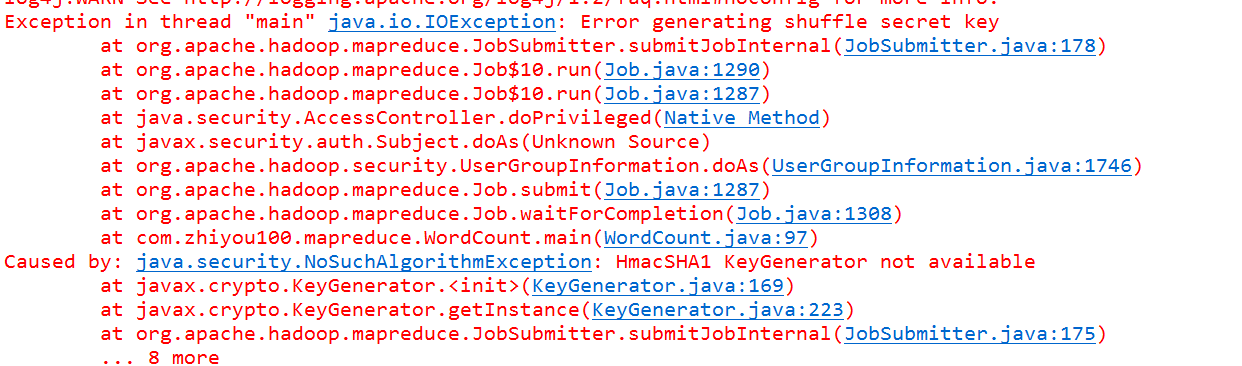 log4j:WARN See http://logging.apache.org/log4j/1.2/faq.html#noconfig for more info.
Exception in thread "main" java.io.IOException: Error generating shuffle secret key
at org.apache.hadoop.mapreduce.JobSubmitter.submitJobInternal(JobSubmitter.java:178)
at org.apache.hadoop.mapreduce.Job$10.run(Job.java:1290)
at org.apache.hadoop.mapreduce.Job$10.run(Job.java:1287)
at java.security.AccessController.doPrivileged(Native Method)
at javax.security.auth.Subject.doAs(Unknown Source)
at org.apache.hadoop.security.UserGroupInformation.doAs(UserGroupInformation.java:1746)
at org.apache.hadoop.mapreduce.Job.submit(Job.java:1287)
at org.apache.hadoop.mapreduce.Job.waitForCompletion(Job.java:1308)
at com.zhiyou100.mapreduce.WordCount.main(WordCount.java:97)
Caused by: java.security.NoSuchAlgorithmException: HmacSHA1 KeyGenerator not available
at javax.crypto.KeyGenerator.<init>(KeyGenerator.java:169)
at javax.crypto.KeyGenerator.getInstance(KeyGenerator.java:223)
at org.apache.hadoop.mapreduce.JobSubmitter.submitJobInternal(JobSubmitter.java:175)
... 8 more